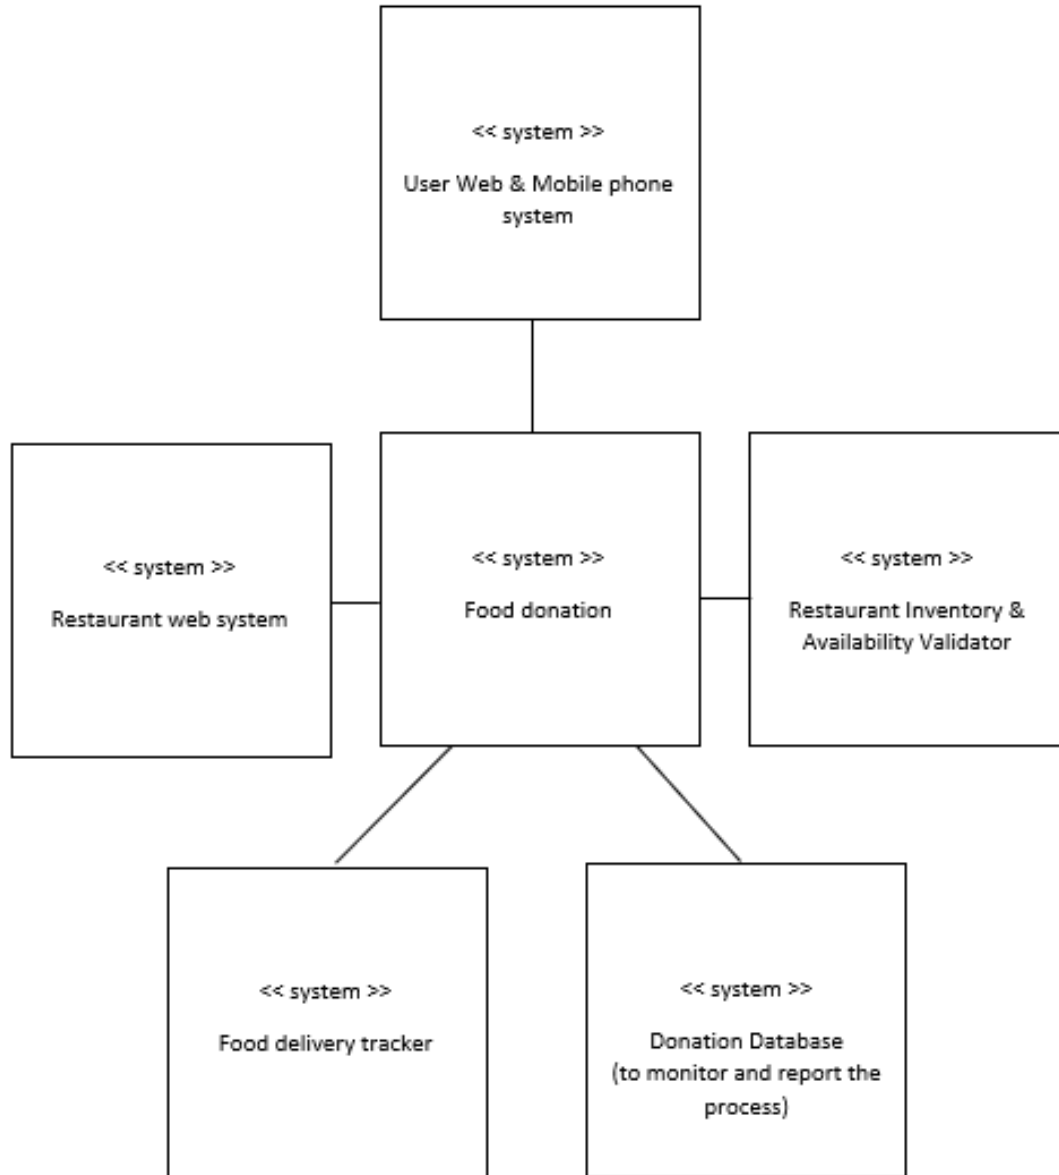 << system >>
User Web & Mobile phone
system
<< system >>
Restaurant web system
<< system >>
Food donation
<< system >>
Restaurant Inventory &
Availability Validator
<< system >>
Food delivery tracker
<< system >>
Donation Database
(to monitor and report the
process)